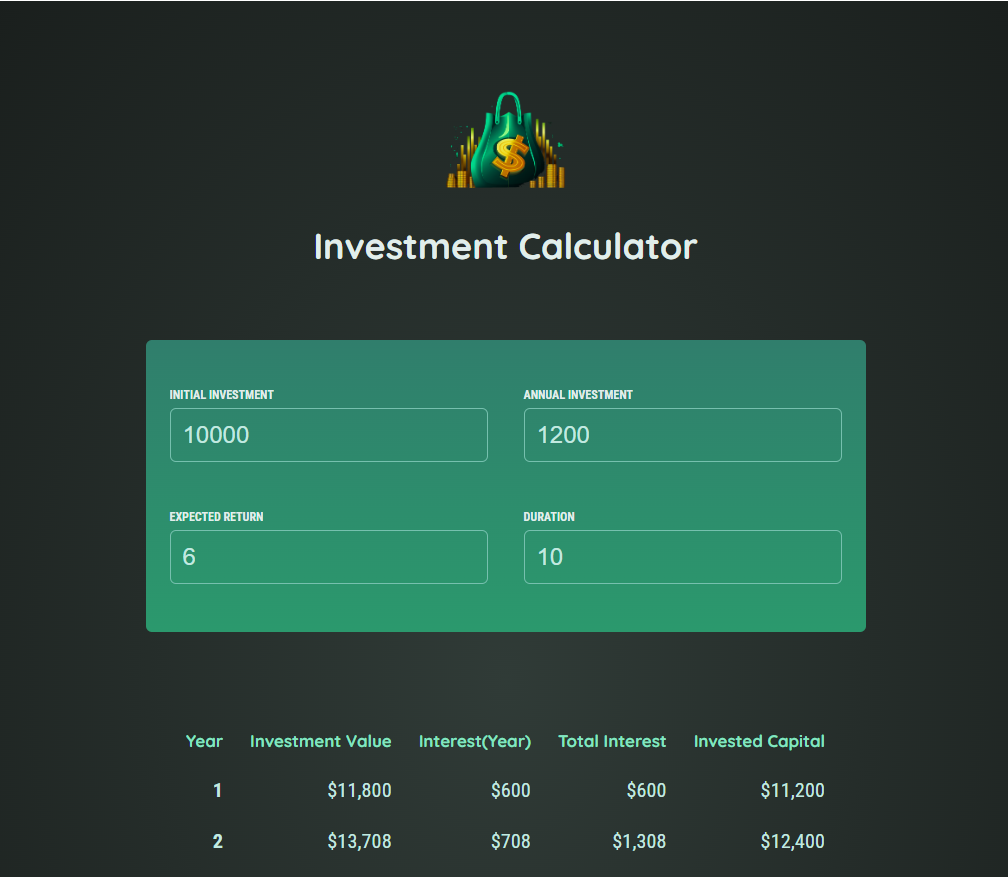 $
Investment Calculator
INITIAL INVESTMENT ANNUAL INVESTMENT
10000 1200
EXPECTED RETURN DURATION
6 10
Year Investment Value Interest(Year) Total Interest Invested Capital
1 $11,800 $600 $600 $11,200
2 $13,708 $708 $1,308 $12,400